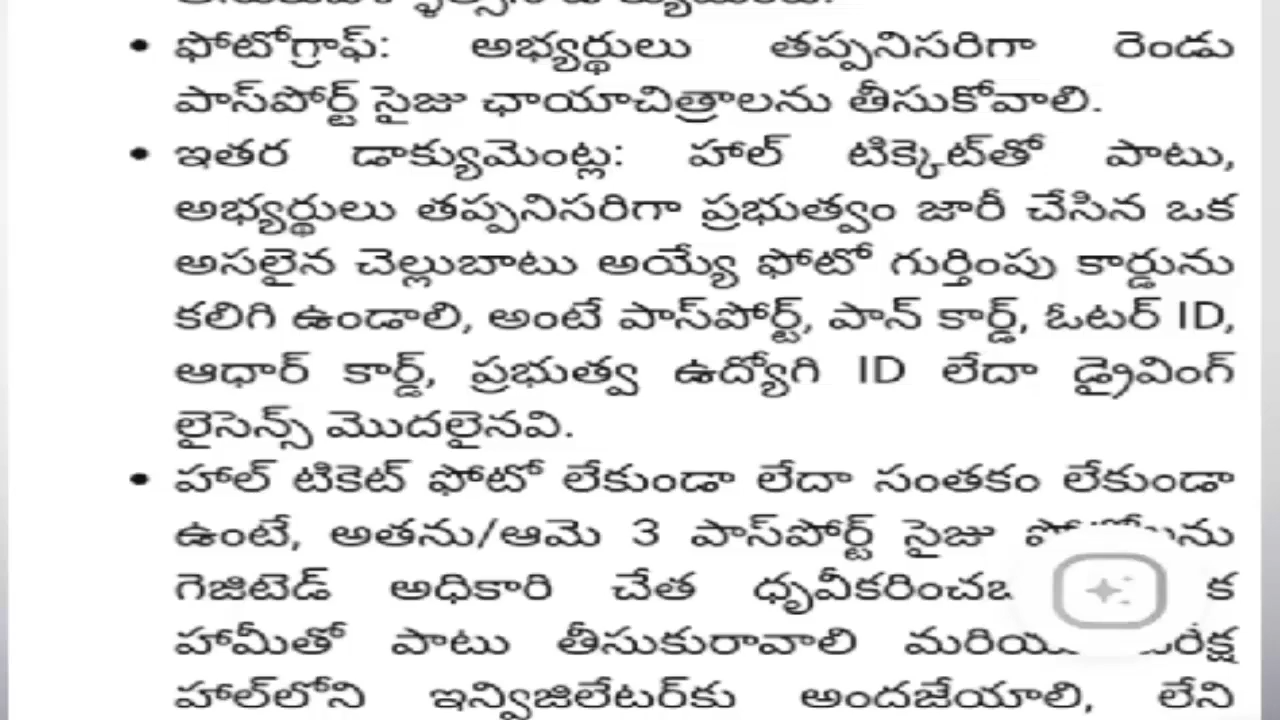 • ఫోటోగ్రాఫ్: అభ్యర్థులు తప్పనిసరిగా రెండు
పాస్‌పోర్ట్ సైజు ఛాయాచిత్రాలను తీసుకోవాలి.
• ఇతర డాక్యుమెంట్ల: హాల్ టిక్కెట్‌తో పాటు,
అభ్యర్థులు తప్పనిసరిగా ప్రభుత్వం జారీ చేసిన ఒక
అసలైన చెల్లుబాటు అయ్యే ఫోటో గుర్తింపు కార్డును
కలిగి ఉండాలి, అంటే పాస్‌పోర్ట్, పాన్ కార్డ్, ఓటర్ ID,
ఆధార్ కార్డ్, ప్రభుత్వ ఉద్యోగి ID లేదా డ్రైవింగ్
లైసెన్స్ మొదలైనవి.
• హాల్ టికెట్ ఫోటో లేకుండా లేదా సంతకం లేకుండా
ఉంటే, అతను/ఆమె 3 పాస్‌పోర్ట్ సైజు
గెజిటెడ్ అధికారి చేత
హామీతో పాటు తీసుకురావాలి
హాల్‌లోని ఇన్విజిలేటర్‌కు అందజేయాలి, లేని